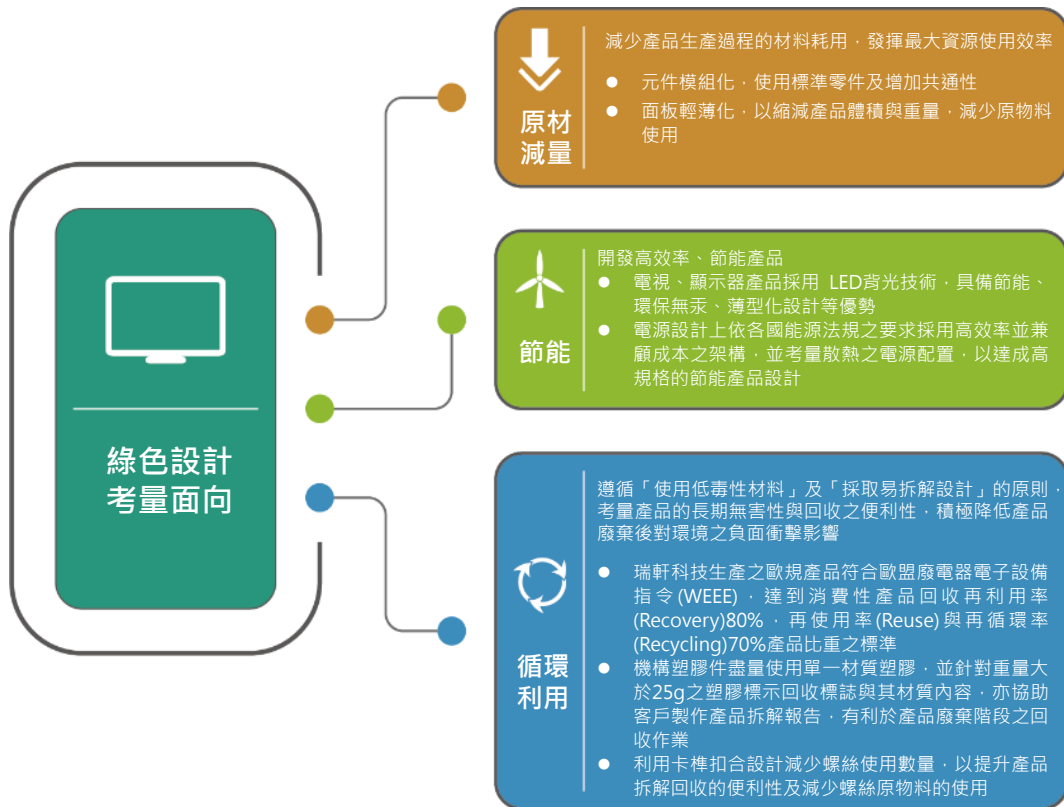 綠色設計
考量面向
原材
減量
減少產品生產過程的材料耗用，發揮最大資源使用效率
● 元件模組化，使用標準零件及增加共通性
● 面板輕薄化，以縮減產品體積與重量，減少原物料
使用
節能
開發高效率、節能產品
● 電視、顯示器產品採用 LED背光技術，具備節能、
環保無汞、薄型化設計等優勢
● 電源設計上依各國能源法規之要求採用高效率並兼
顧成本之架構，並考量散熱之電源配置，以達成高
規格的節能產品設計
循環
利用
遵循「使用低毒性材料」及「採取易拆解設計」的原則，
考量產品的長期無害性與回收之便利性，積極降低產品
廢棄後對環境之負面衝擊影響
● 瑞軒科技生產之歐規產品符合歐盟廢電器電子設備
指令(WEEE)，達到消費性產品回收再利用率
(Recovery)80%，再使用率(Reuse)與再循環率
(Recycling)70%產品比重之標準
● 機構塑膠件盡量使用單一材質塑膠，並針對重量大
於25g之塑膠標示回收標誌與其材質內容，亦協助
客戶製作產品拆解報告，有利於產品廢棄階段之回
收作業
● 利用卡榫扣合設計減少螺絲使用數量，以提升產品
拆解回收的便利性及減少螺絲原物料的使用